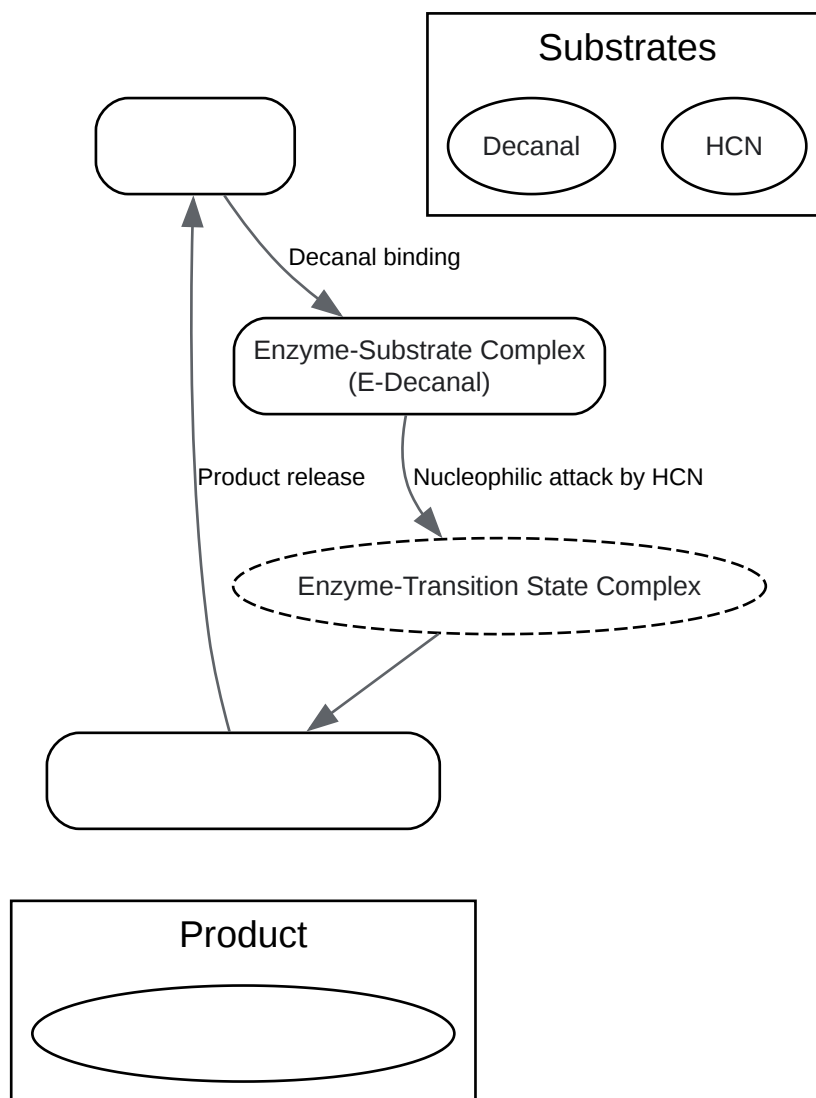 Substrates
Decanal
HCN
Decanal binding
Enzyme-Substrate Complex
(E-Decanal)
Product release
Nucleophilic attack by HCN
Enzyme-Transition State Complex
Product